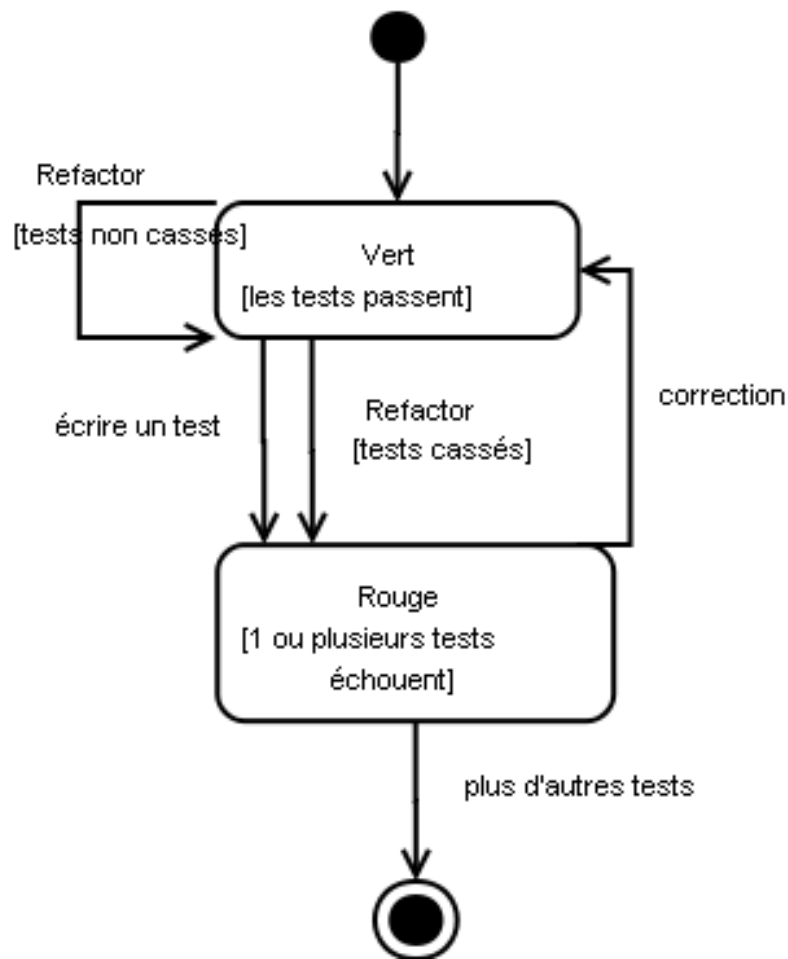 Refactor
[tests non cassés]
Vert
[les tests passent]
écrire un test
Refactor
[tests cassés]
correction
Rouge
[1 ou plusieurs tests
échouent]
plus d'autres tests